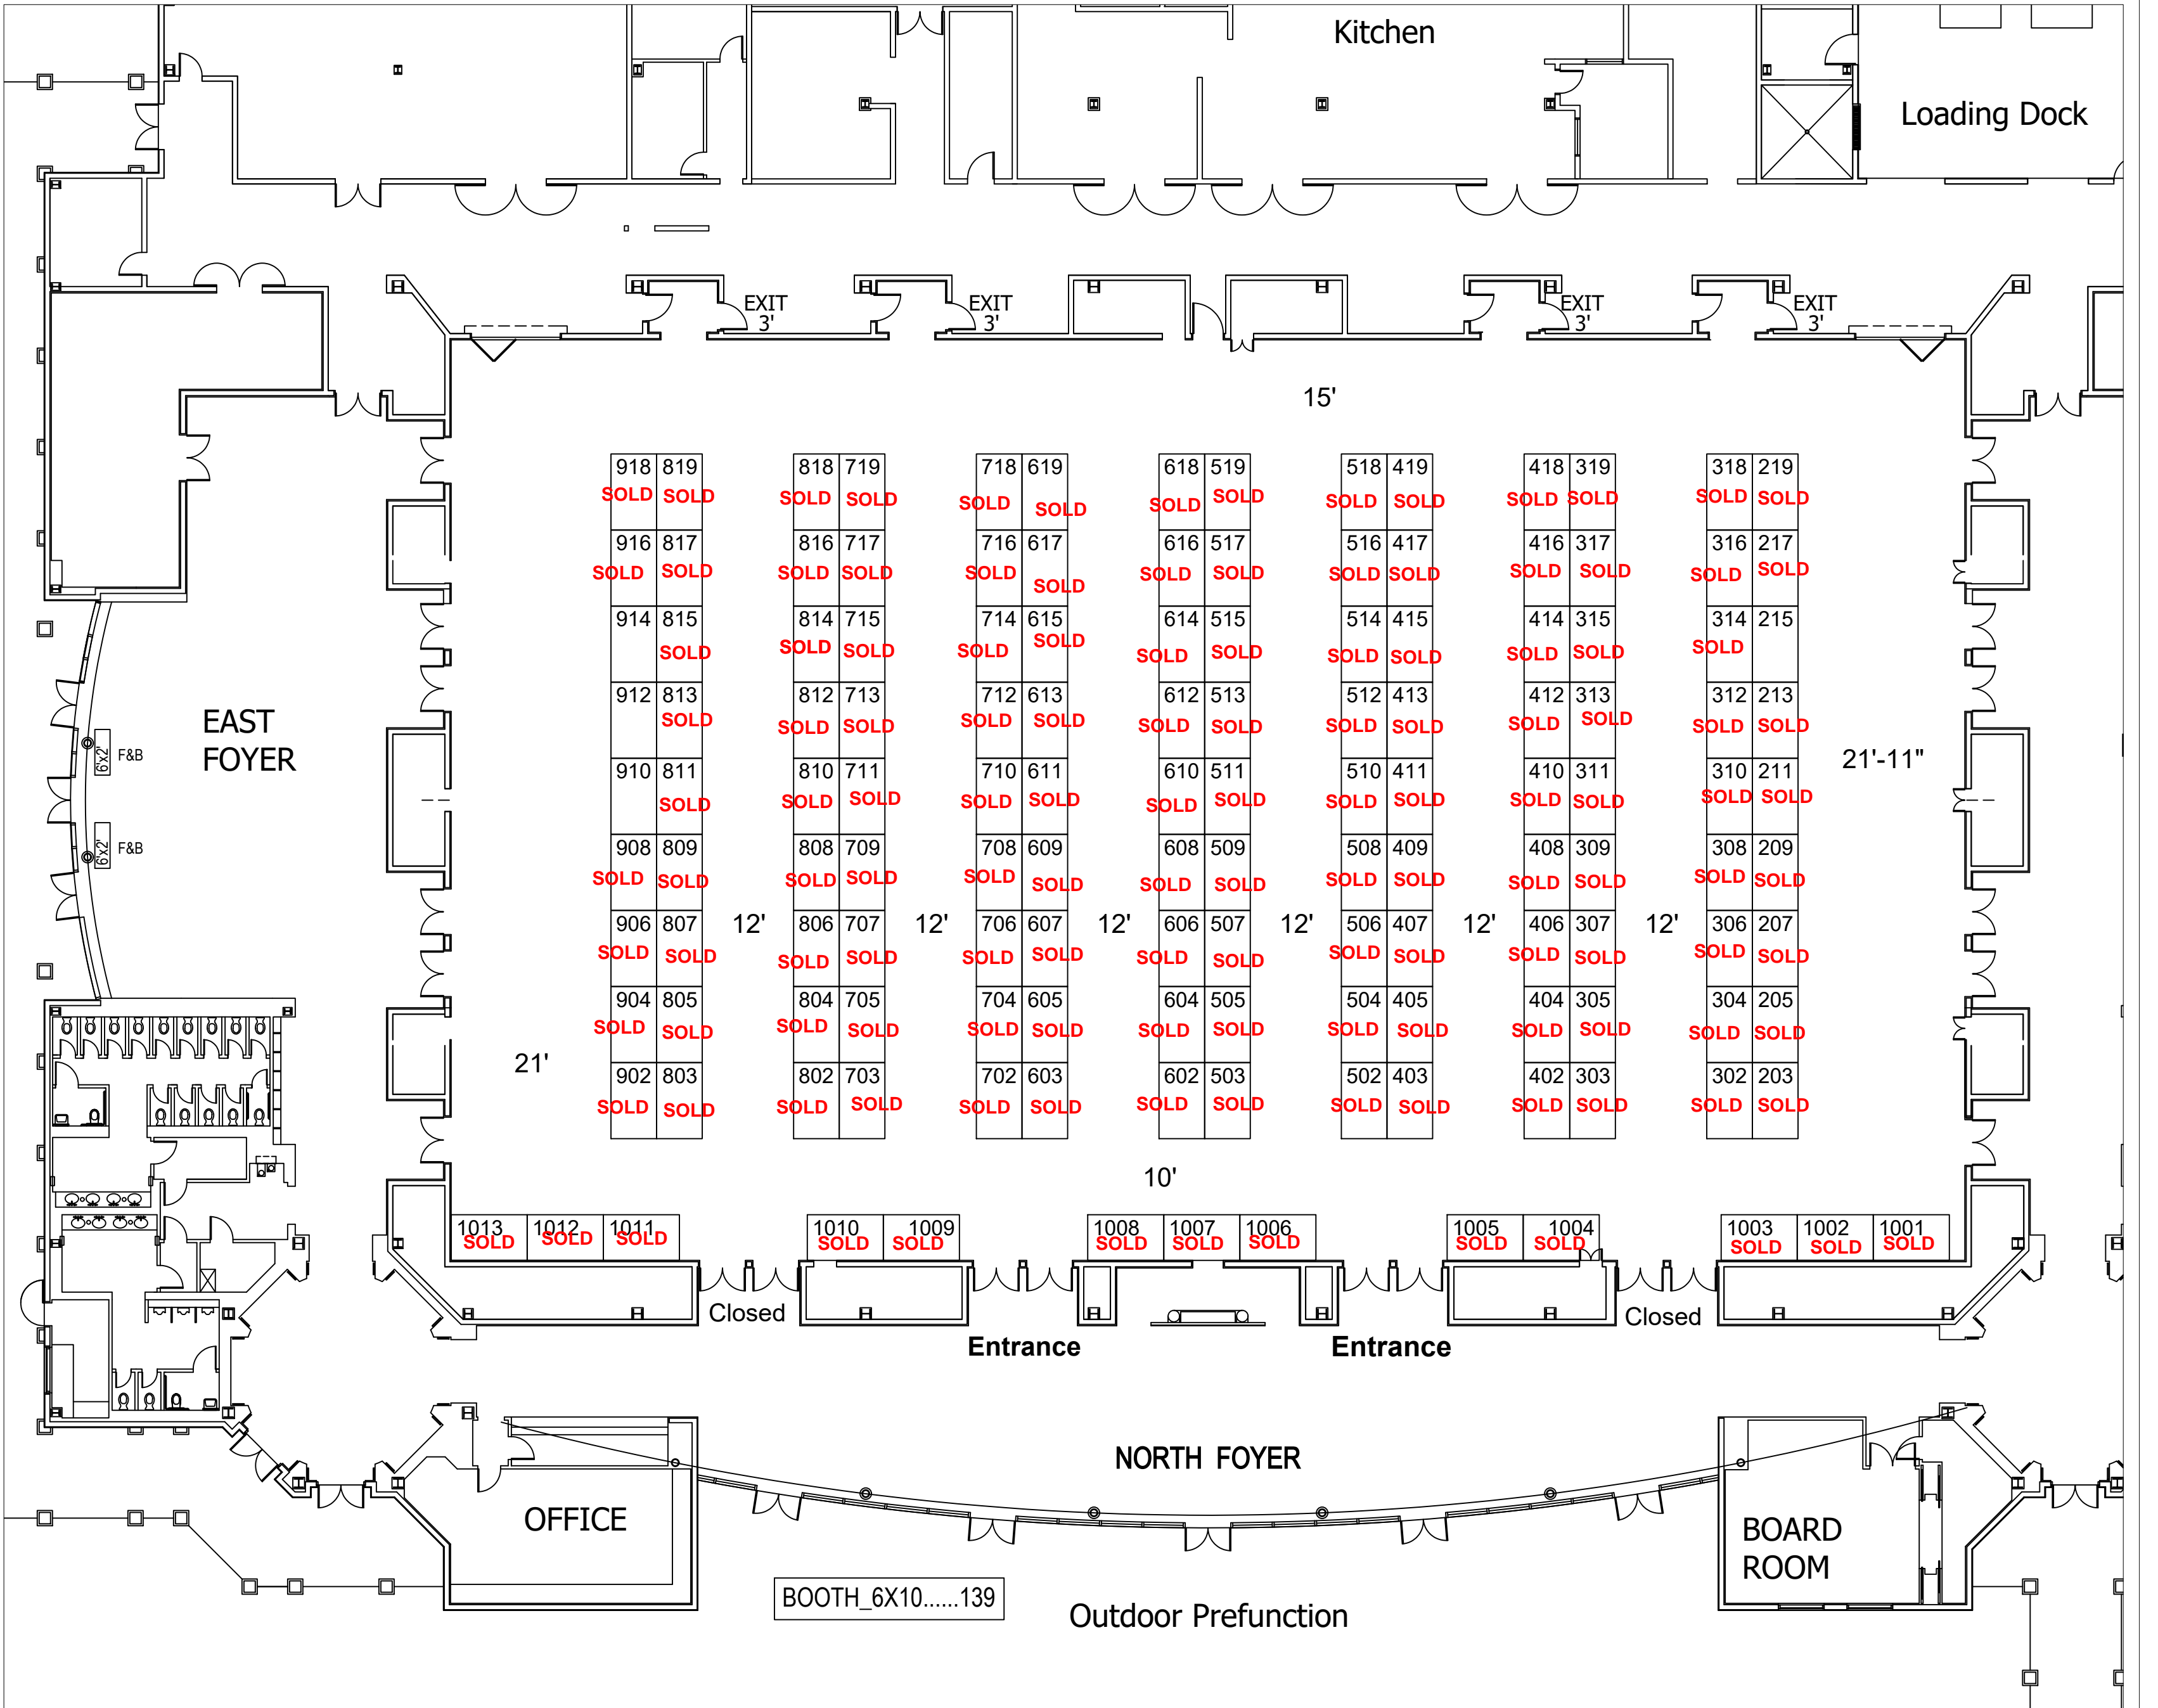 Kitchen
Loading Dock
EXIT 3'
EXIT 3'
EXIT 3'
EXIT 3'
15'
918 819 818 719 718 619 618 519 518 419 418 319 318 219
SOLD SOLD SOLD SOLD SOLD SOLD SOLD SOLD SOLD SOLD SOLD SOLD SOLD SOLD
916 817 816 717 716 617 616 517 516 417 416 317 316 217
SOLD SOLD SOLD SOLD SOLD SOLD SOLD SOLD SOLD SOLD SOLD SOLD SOLD SOLD
914 815 814 715 714 615 614 515 514 415 414 315 314 215
SOLD SOLD SOLD SOLD SOLD SOLD SOLD SOLD SOLD SOLD SOLD SOLD
912 813 812 713 712 613 612 513 512 413 412 313 312 213
SOLD SOLD SOLD SOLD SOLD SOLD SOLD SOLD SOLD SOLD SOLD SOLD SOLD
EAST
FOYER
6'x2' F&B
21'-11"
910 811 810 711 710 611 610 511 510 411 410 311 310 211
SOLD SOLD SOLD SOLD SOLD SOLD SOLD SOLD SOLD SOLD SOLD SOLD SOLD
6'x2' F&B
908 809 808 709 708 609 608 509 508 409 408 309 308 209
SOLD SOLD SOLD SOLD SOLD SOLD SOLD SOLD SOLD SOLD SOLD SOLD SOLD SOLD
906 807 12' 806 707 12' 706 607 12' 606 507 12' 506 407 12' 406 307 12' 306 207
SOLD SOLD SOLD SOLD SOLD SOLD SOLD SOLD SOLD SOLD SOLD SOLD SOLD SOLD
904 805 804 705 704 605 604 505 504 405 404 305 304 205
SOLD SOLD SOLD SOLD SOLD SOLD SOLD SOLD SOLD SOLD SOLD SOLD SOLD SOLD
21'
902 803 802 703 702 603 602 503 502 403 402 303 302 203
SOLD SOLD SOLD SOLD SOLD SOLD SOLD SOLD SOLD SOLD SOLD SOLD SOLD SOLD
10'
1013 1012 1011 1010 1009 1008 1007 1006 1005 1004 1003 1002 1001
SOLD SOLD SOLD SOLD SOLD SOLD SOLD SOLD SOLD SOLD SOLD SOLD SOLD
Closed
Closed
Entrance
Entrance
NORTH FOYER
OFFICE
BOARD
ROOM
BOOTH_6X10......139
Outdoor Prefunction